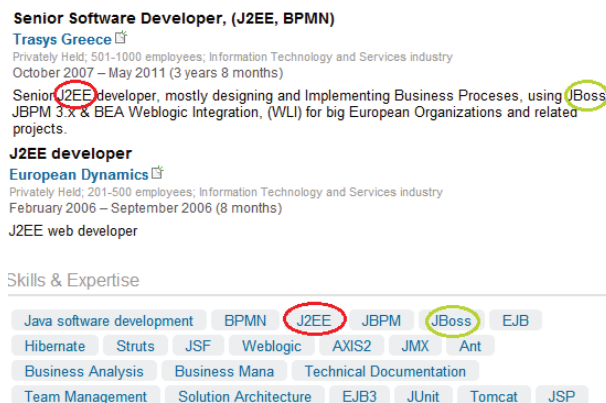 Senior Software Developer, (J2EE, BPMN)
Trasys Greece
Privately Held; 501-1000 employees; Information Technology and Services industry
October 2007 – May 2011 (3 years 8 months)
Senior J2EE developer, mostly designing and Implementing Business Proceses, using JBoss
JBPM 3.x & BEA Weblogic Integration, (WLI) for big European Organizations and related
projects.
J2EE developer
European Dynamics
Privately Held; 201-500 employees; Information Technology and Services industry
February 2006 – September 2006 (8 months)
J2EE web developer
Skills & Expertise
Java software development BPMN J2EE JBPM JBoss EJB
Hibernate Struts JSF Weblogic AXIS2 JMX Ant
Business Analysis Business Mana Technical Documentation
Team Management Solution Architecture EJB3 JUnit Tomcat JSP